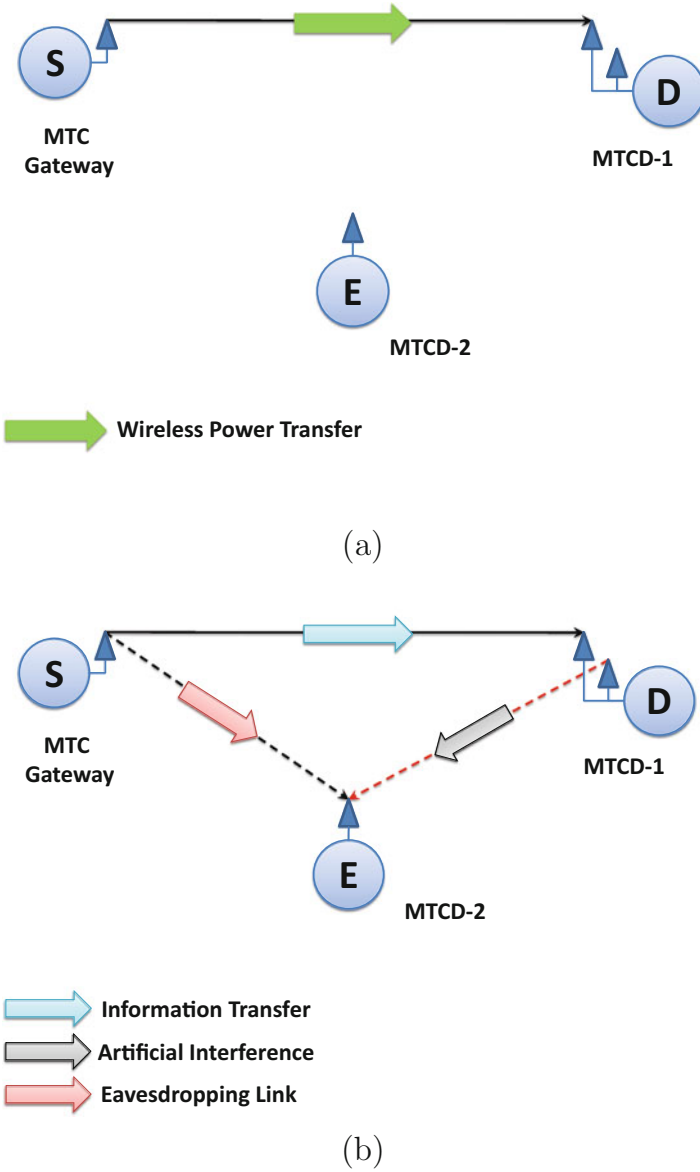 S
D
MTC
Gateway
MTCD-1
E
MTCD-2
Wireless Power Transfer
(a)
S
D
MTC
Gateway
MTCD-1
E
MTCD-2
Information Transfer
Artificial Interference
Eavesdropping Link
(b)